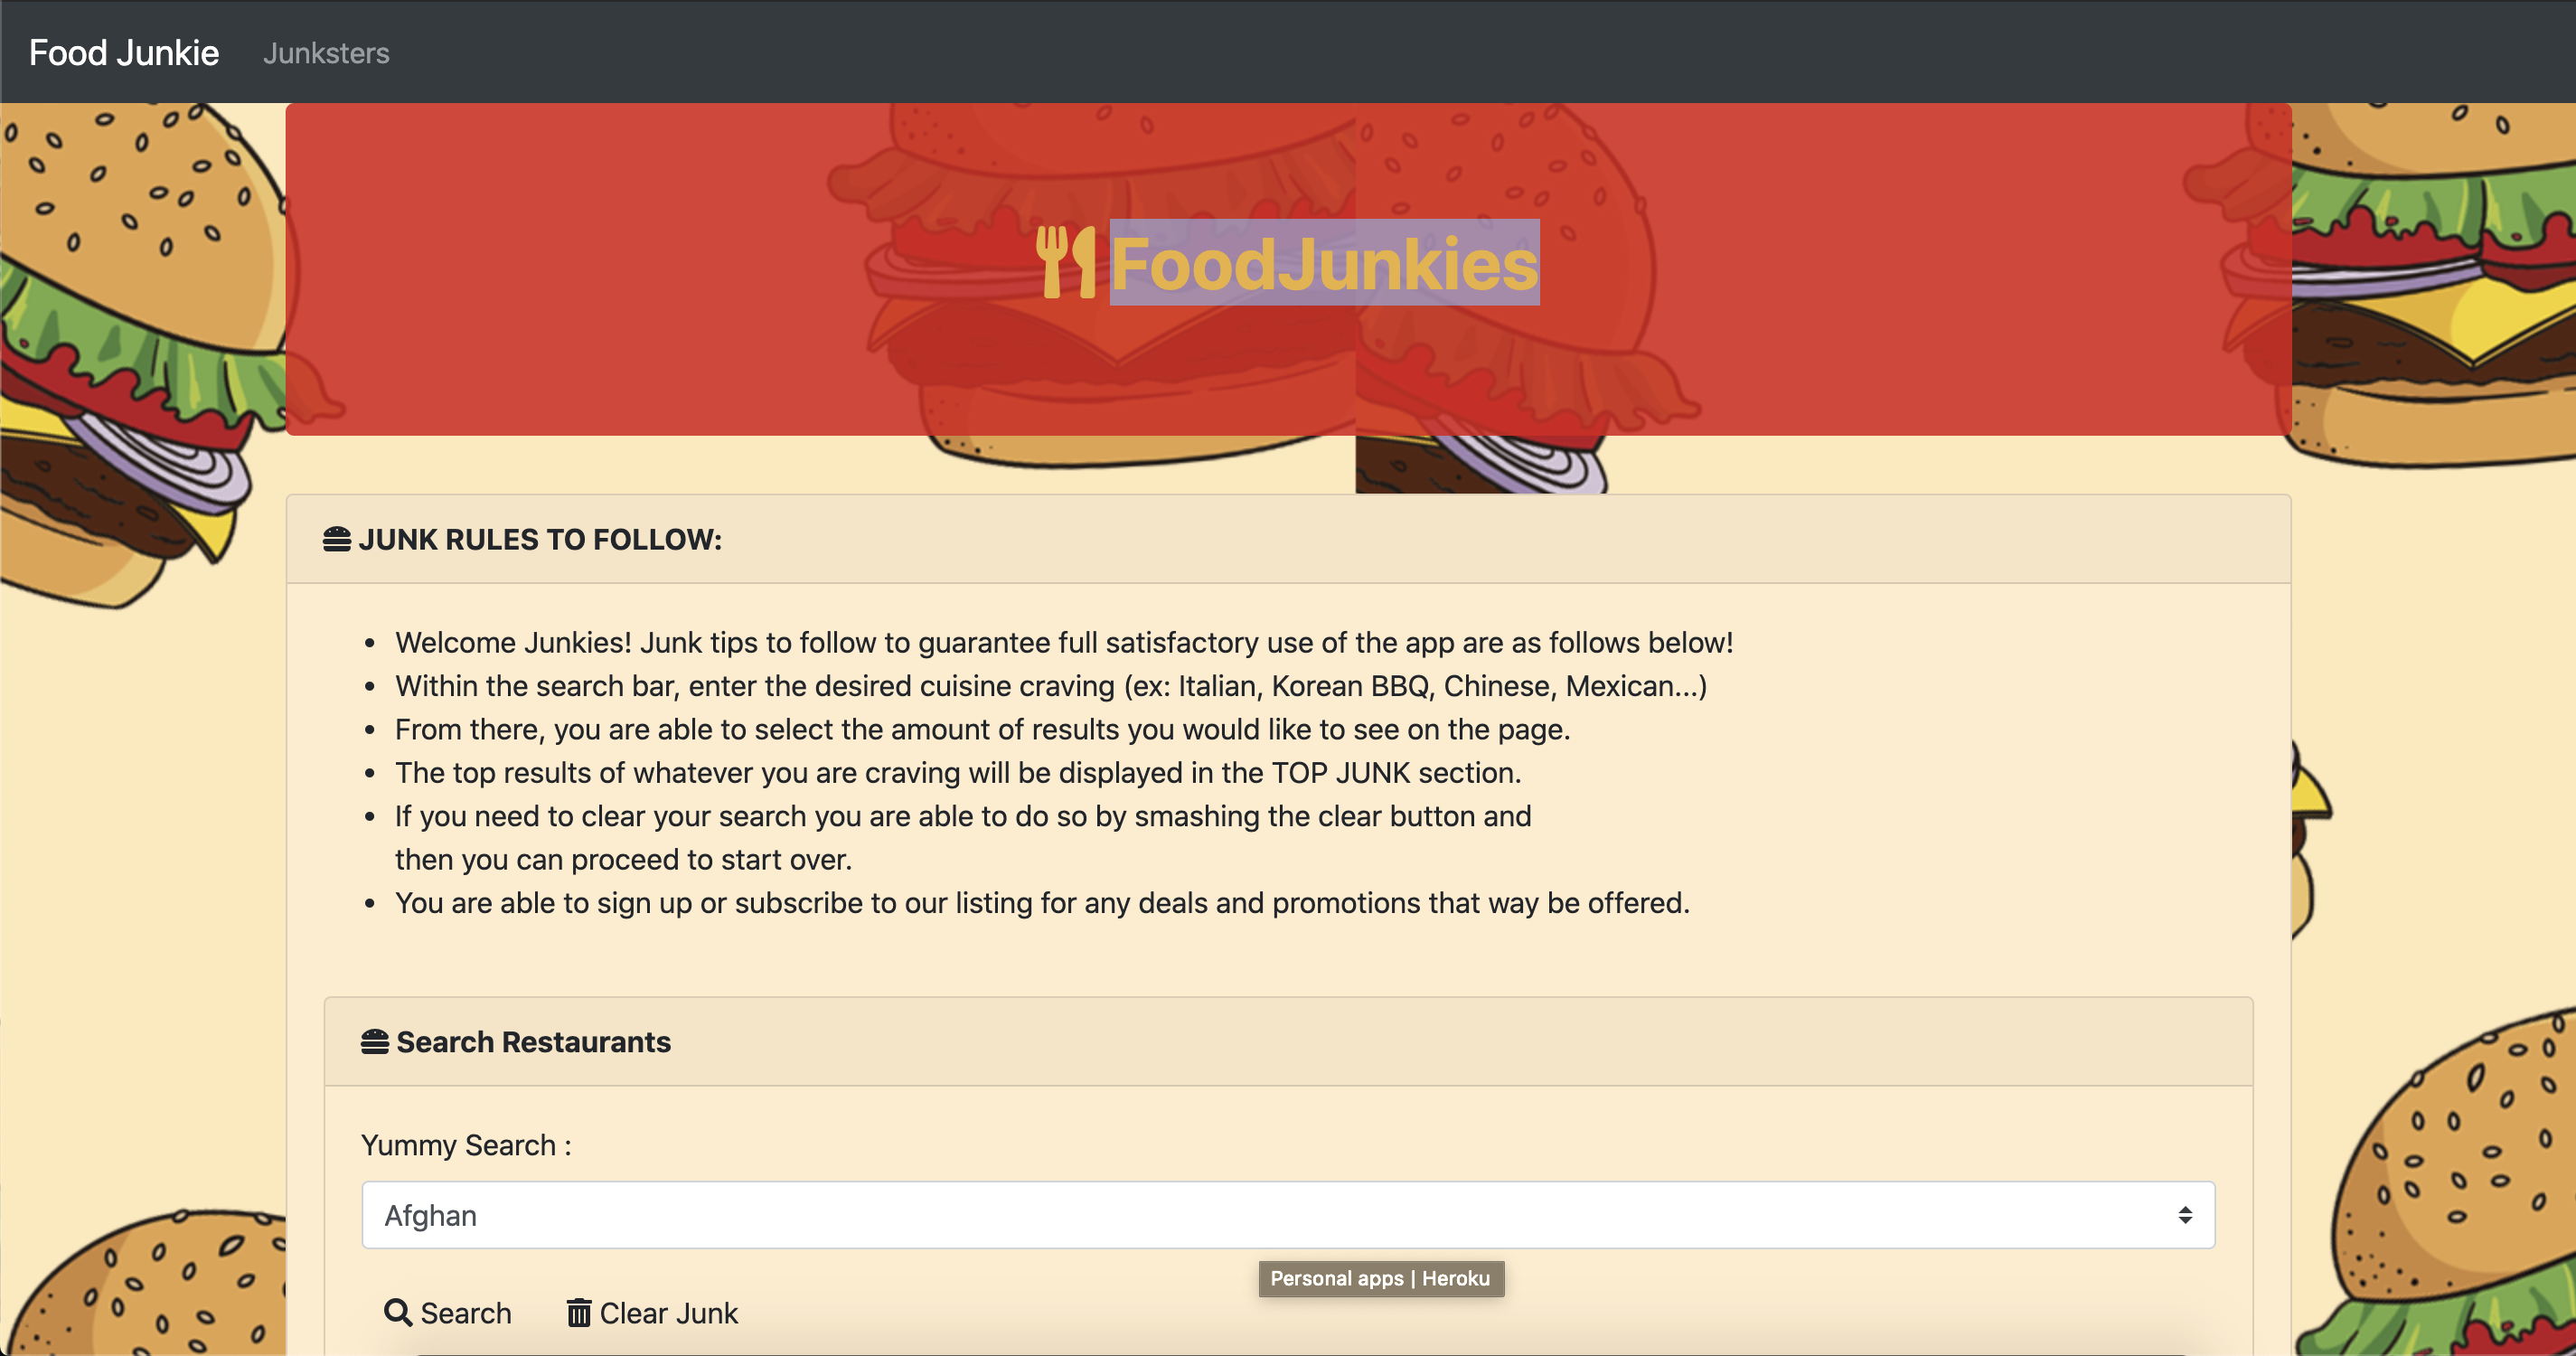 Food Junkie Junksters
FoodJunkies
JUNK RULES TO FOLLOW:
• Welcome Junkies! Junk tips to follow to guarantee full satisfactory use of the app are as follows below!
• Within the search bar, enter the desired cuisine craving (ex: Italian, Korean BBQ, Chinese, Mexican...)
• From there, you are able to select the amount of results you would like to see on the page.
• The top results of whatever you are craving will be displayed in the TOP JUNK section.
• If you need to clear your search you are able to do so by smashing the clear button and
then you can proceed to start over.
• You are able to sign up or subscribe to our listing for any deals and promotions that way be offered.
Search Restaurants
Yummy Search :
Afghan
Personal apps | Heroku
Search Clear Junk